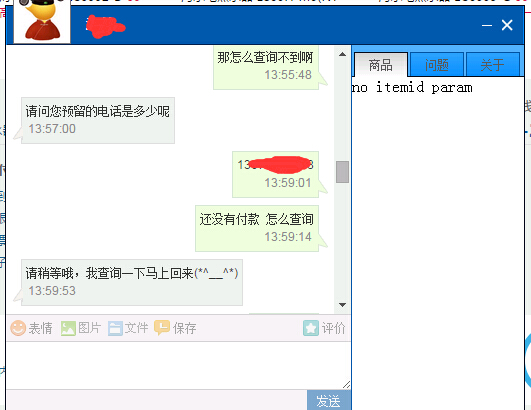 那怎么查询不到啊
13:55:48
商品 问题 关于
no itemid param
请问您预留的电话是多少呢
13:57:00
13:59:01
还没有付款 怎么查询
13:59:14
请稍等哦，我查询一下马上回来(*^__^*)
13:59:53
表情 图片 文件 保存 评价
发送